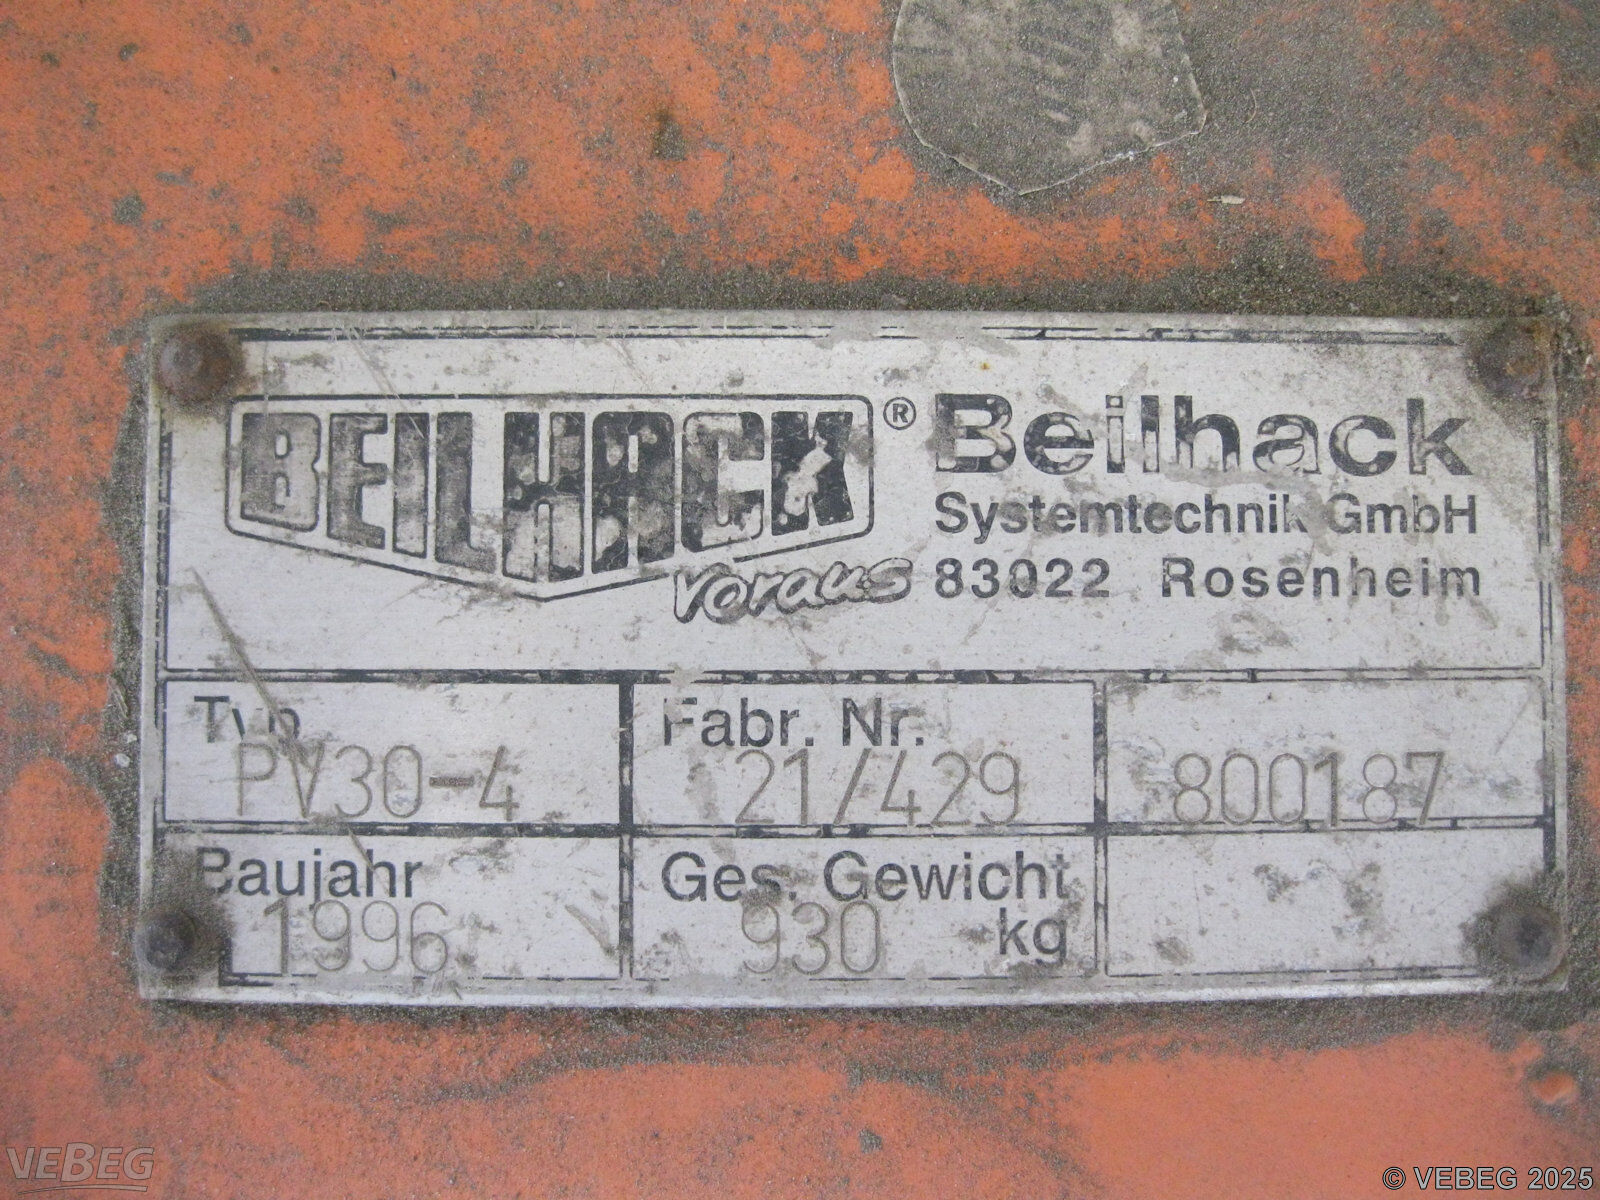 BEILHACK®
voraus
Beilhack
Systemtechnik GmbH
83022 Rosenheim
Typ
PV30-4
Fabr. Nr.
21/429
800187
Baujahr
1996
Ges. Gewicht
930 kg
VEBEG
© VEBEG 2025